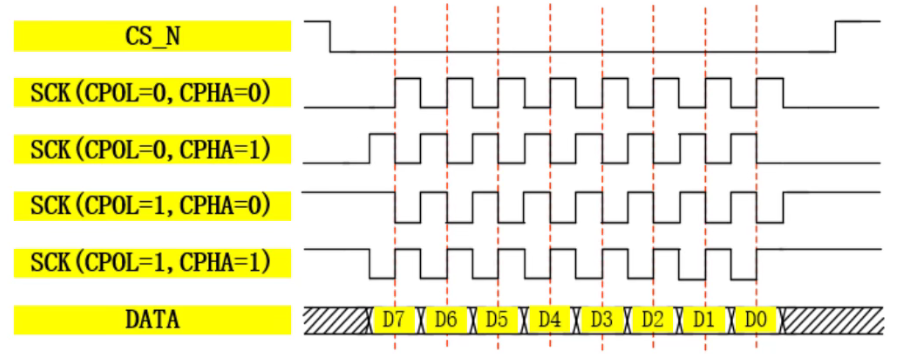 CS_N
SCK(CPOL=0,CPHA=0)
SCK(CPOL=0,CPHA=1)
SCK(CPOL=1,CPHA=0)
SCK(CPOL=1,CPHA=1)
DATA D7 D6 D5 D4 D3 D2 D1 D0